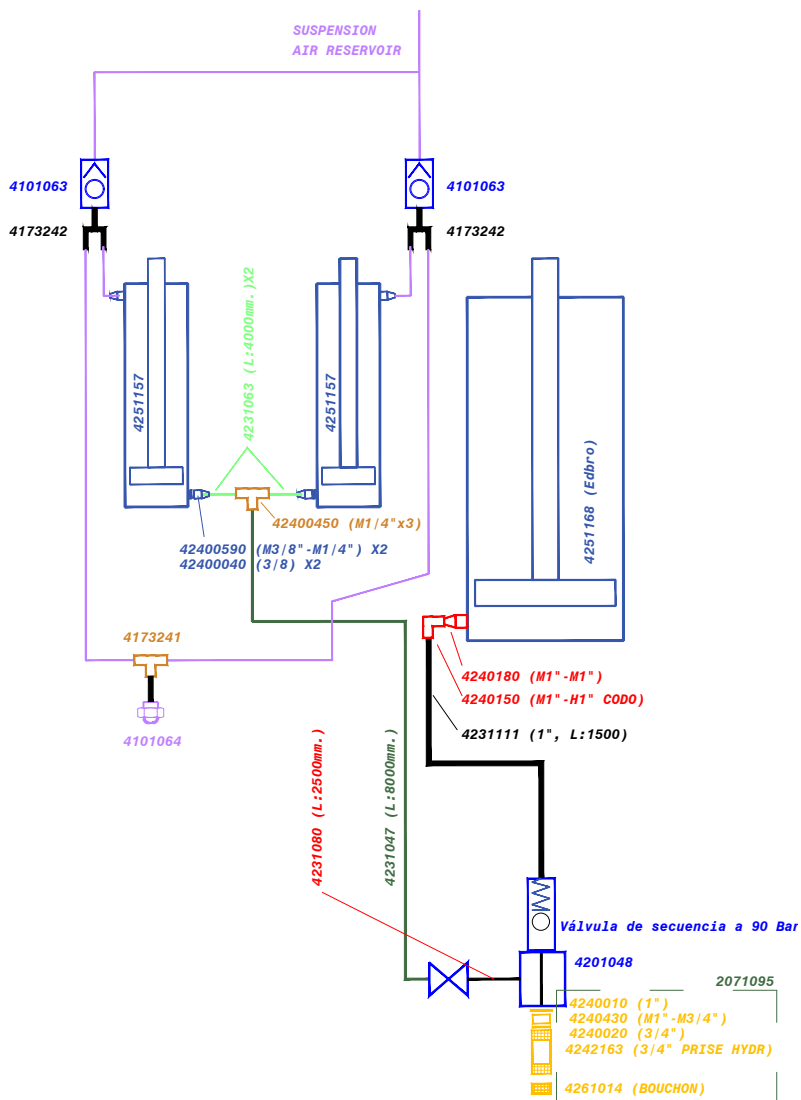 SUSPENSION
AIR RESERVOIR
4101063
4101063
4173242
4173242
4231063 (L:4000mm.)X2
4251157
4251157
4251168 (Edbro)
42400450 (M1/4"x3)
42400590 (M3/8"-M1/4") X2
42400040 (3/8) X2
4173241
4240180 (M1"-M1")
4240150 (M1"-H1" CODO)
4231111 (1", L:1500)
4101064
4231080 (L:2500mm.)
4231047 (L:8000mm.)
Válvula de secuencia a 90 Bar
4201048
2071095
4240010 (1")
4240430 (M1"-M3/4")
4240020 (3/4")
4242163 (3/4" PRISE HYDR)
4261014 (BOUCHON)